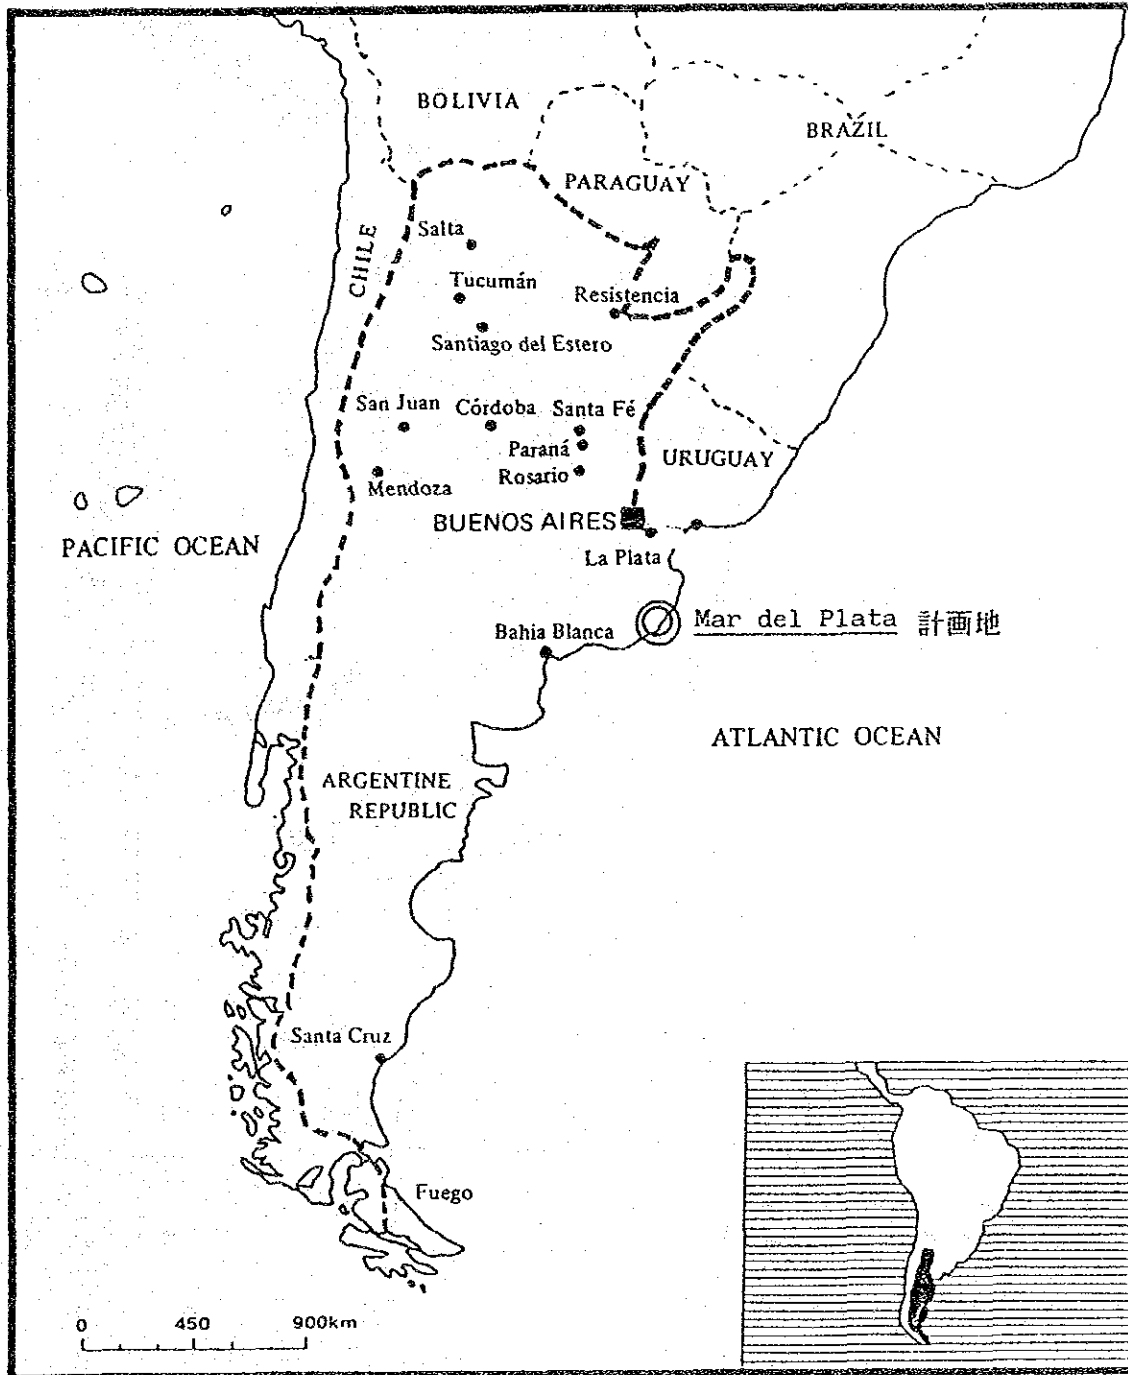 BOLIVIA
BRAZIL
PARAGUAY
CHILE
Salta
Tucumán
Resistencia
Santiago del Estero
San Juan
Córdoba
Santa Fé
Paraná
URUGUAY
Rosario
Mendoza
BUENOS AIRES
PACIFIC OCEAN
La Plata
Mar del Plata 計画地
Bahia Blanca
ATLANTIC OCEAN
ARGENTINE
REPUBLIC
Santa Cruz
Fuego
0 450 900km